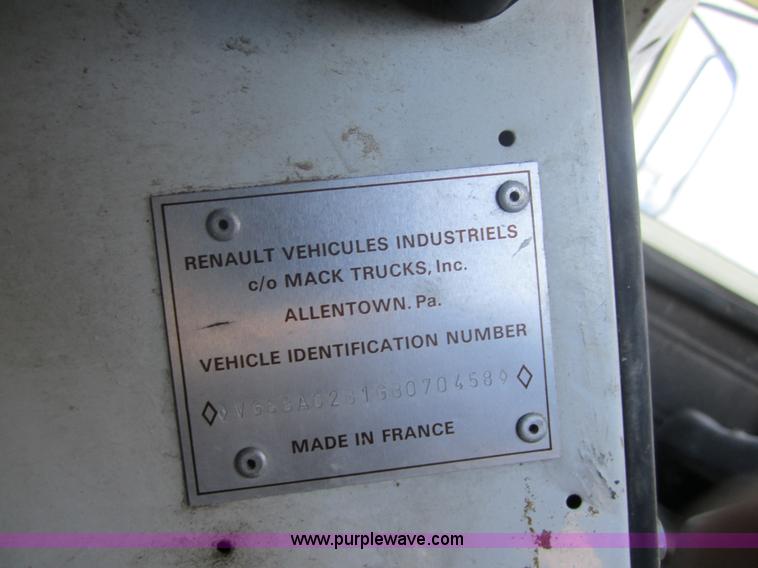 RENAULT VEHICULES INDUSTRIELS
c/o MACK TRUCKS, Inc.
ALLENTOWN. Pa.
VEHICLE IDENTIFICATION NUMBER
MADE IN FRANCE
www.purplewave.com